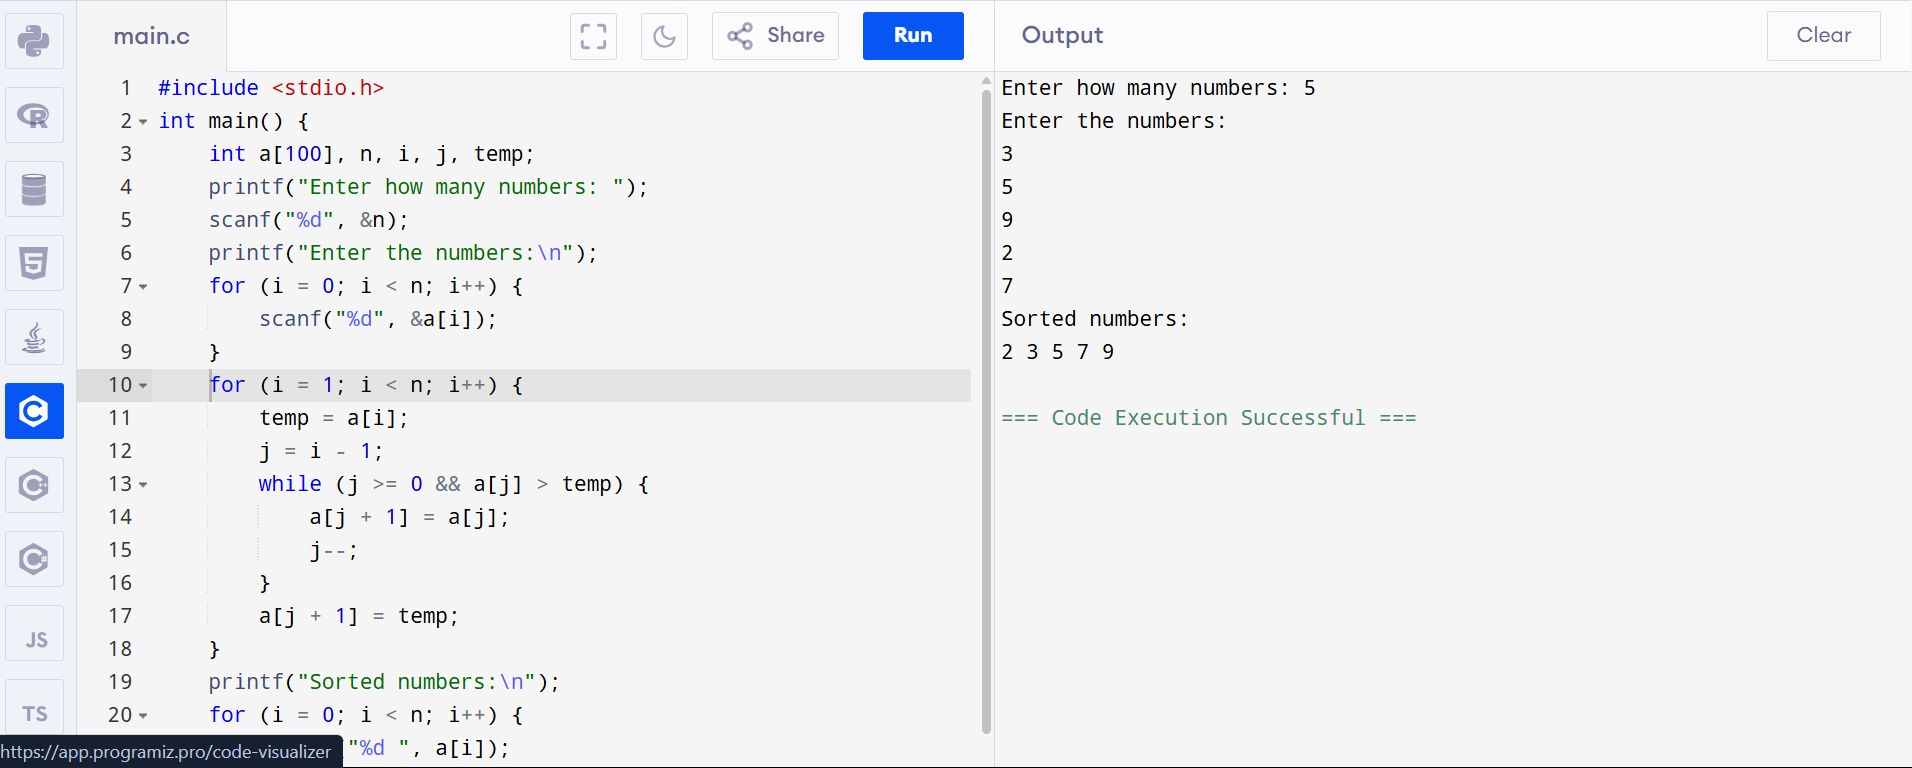 main.c
Share
Run
Output
Clear
1 #include <stdio.h>
2 int main() {
3 int a[100], n, i, j, temp;
4 printf("Enter how many numbers: ");
5 scanf("%d", &n);
6 printf("Enter the numbers:\n");
7 for (i = 0; i < n; i++) {
8 scanf("%d", &a[i]);
9 }
10 for (i = 1; i < n; i++) {
11 temp = a[i];
12 j = i - 1;
13 while (j >= 0 && a[j] > temp) {
14 a[j + 1] = a[j];
15 j--;
16 }
17 a[j + 1] = temp;
18 }
19 printf("Sorted numbers:\n");
20 for (i = 0; i < n; i++) {
"%d ", a[i]);
Enter how many numbers: 5
Enter the numbers:
3
5
9
2
7
Sorted numbers:
2 3 5 7 9
=== Code Execution Successful ===
R
5
C
C++
C#
JS
TS
https://app.programiz.pro/code-visualizer